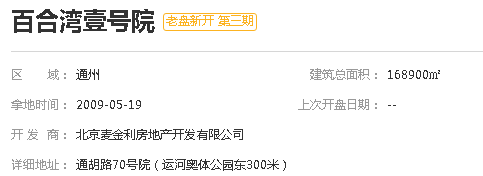 百合湾壹号院 老盘新开 第一期
区 域： 通州 建筑总面积： 168900㎡
拿地时间： 2009-05-19 上次开盘日期： --
开 发 商： 北京麦金利房地产开发有限公司
详细地址： 通胡路70号院（运河奥体公园东300米）